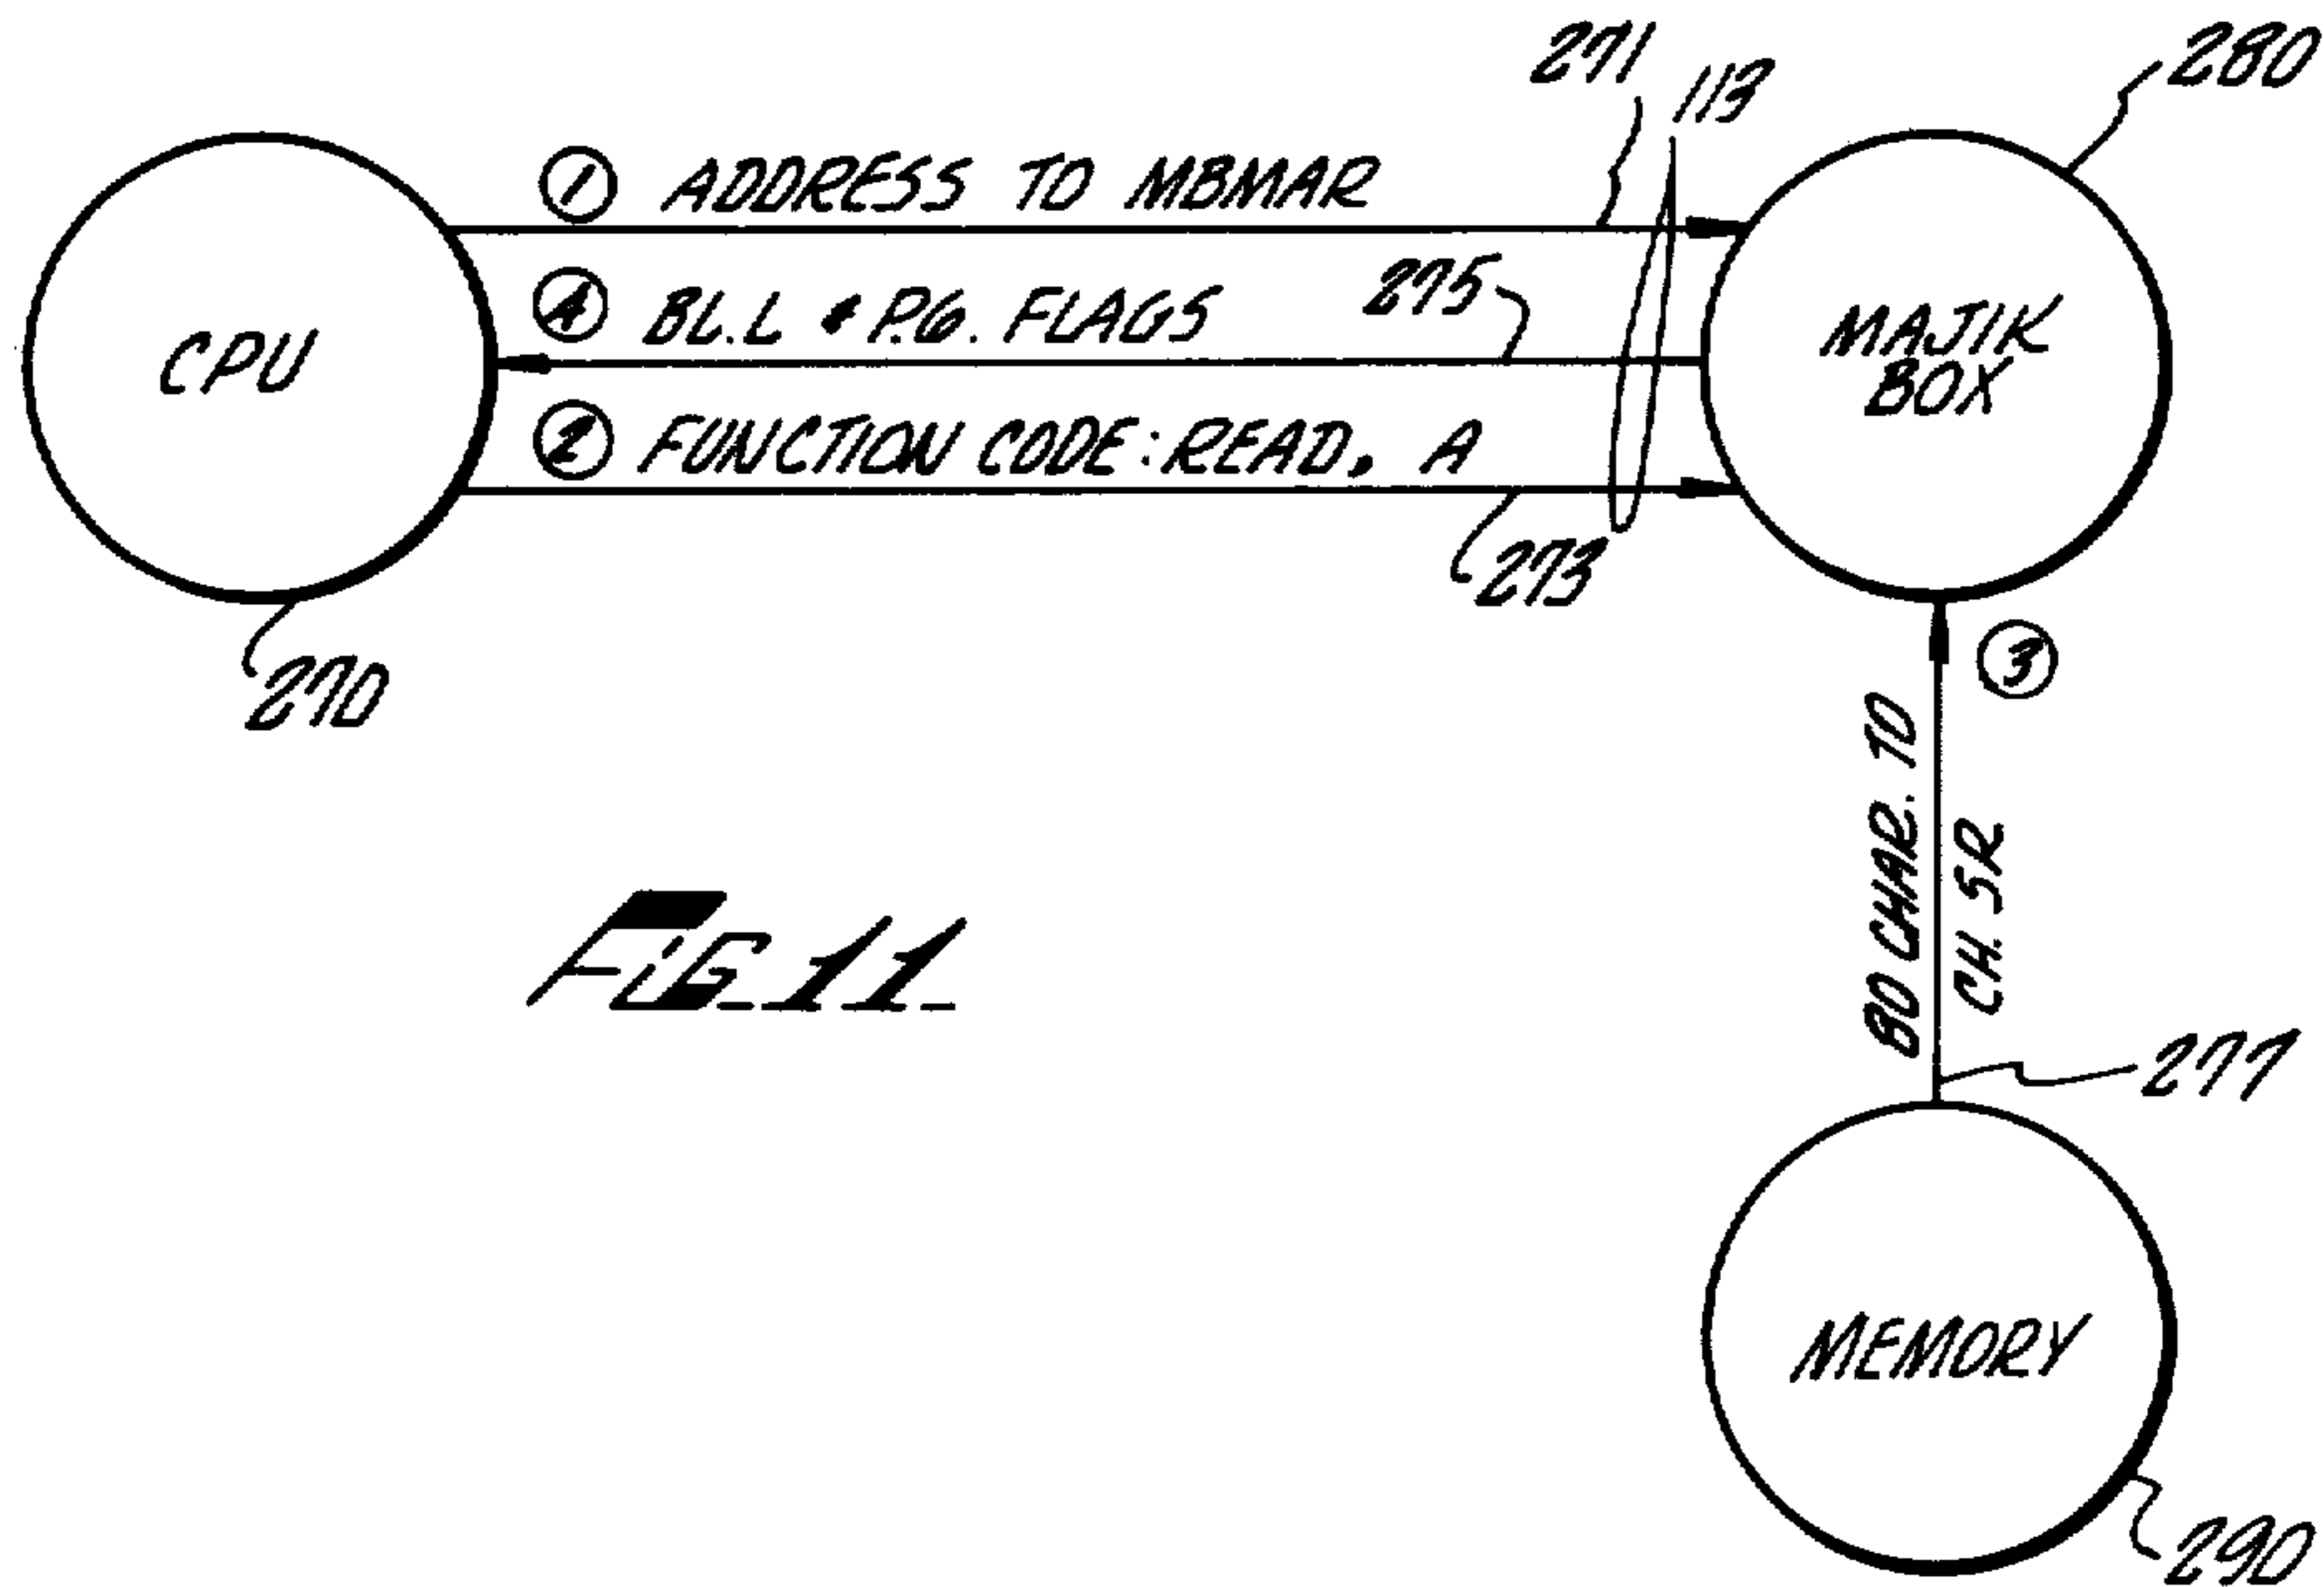 271
113
280
1 ADDRESS TO MBMAR
4 BL.L & P.G. FLAGS
275
CPU
MAJIK
BOX
2 FUNCTION CODE: READ, A
273
270
3
80 CHAR. TO
CH. SR
FIG. 11.
277
MEMORY
290